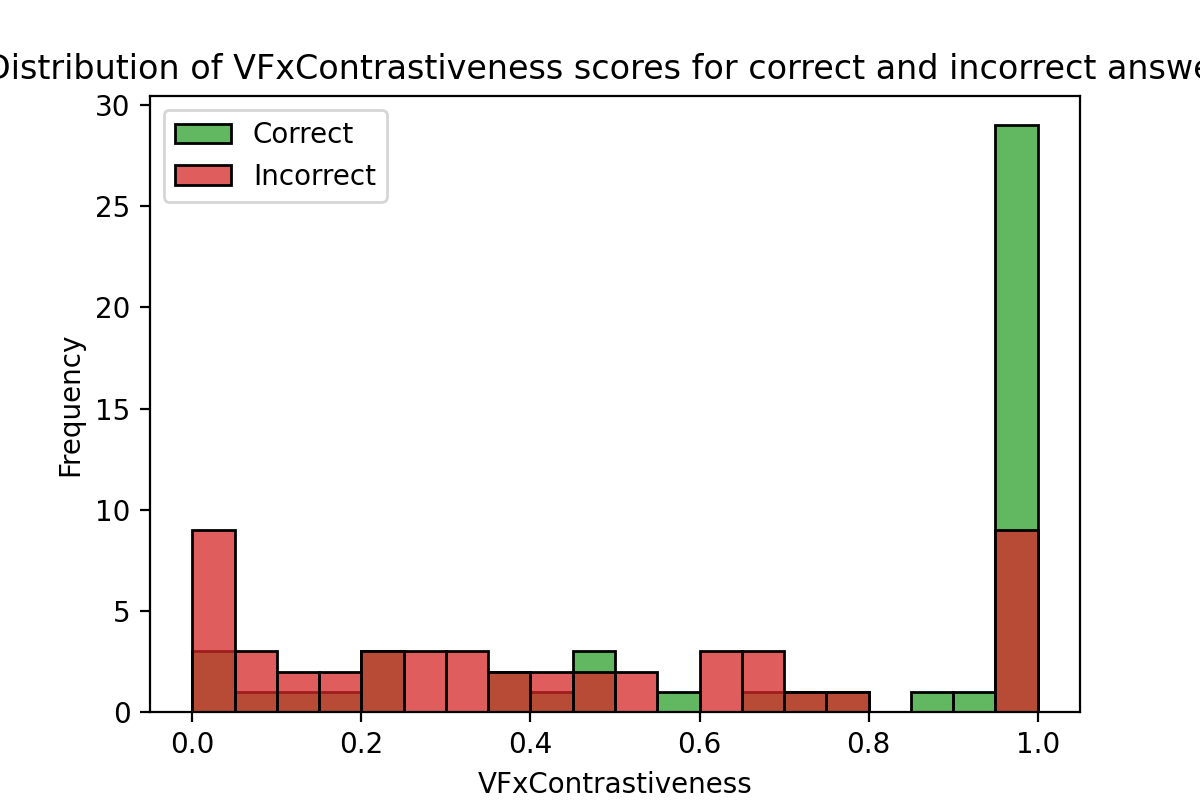 Distribution of VFxContrastiveness scores for correct and incorrect answe
Correct
Incorrect
30
25
20
15
10
5
0
Frequency
0.0 0.2 0.4 0.6 0.8 1.0
VFxContrastiveness